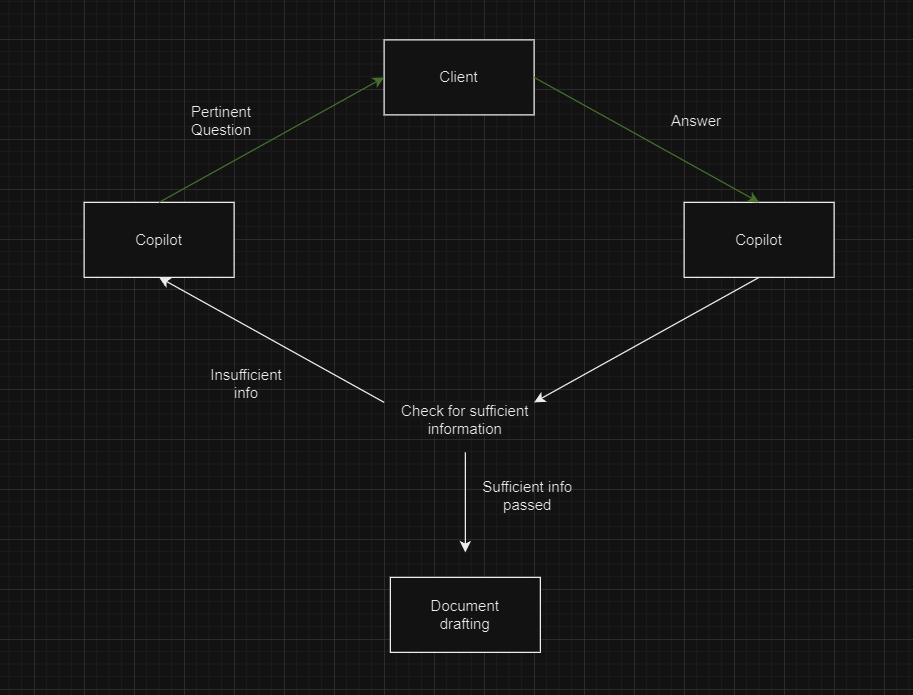 Client
Pertinent
Question
Answer
Copilot
Copilot
Insufficient
info
Check for sufficient
information
Sufficient info
passed
Document
drafting